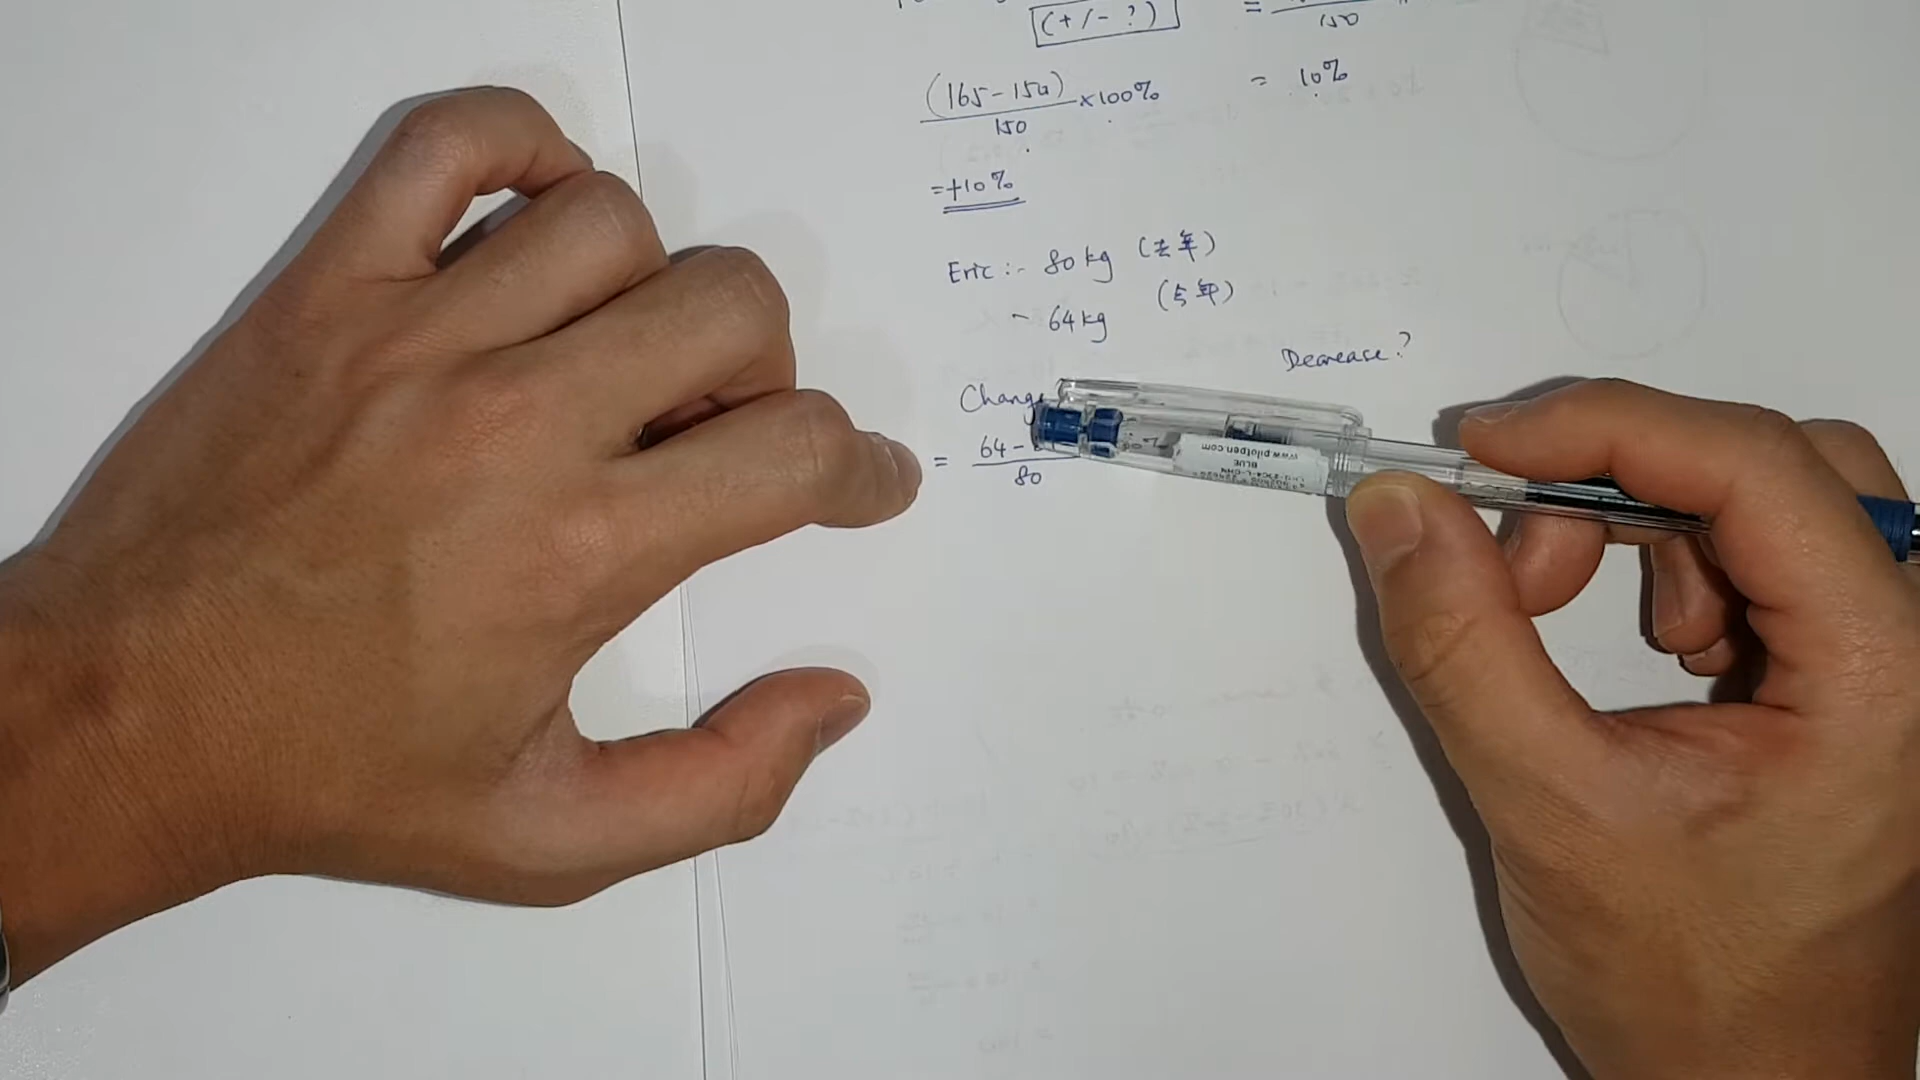 (+/- ?)
=
150
(165-150)/150 ×100%
= 10%
=+10%
Eric :- 80kg (去年)
- 64kg (今年)
Decrease?
Change
= 64-/80
www.pilotpen.com
BLUE